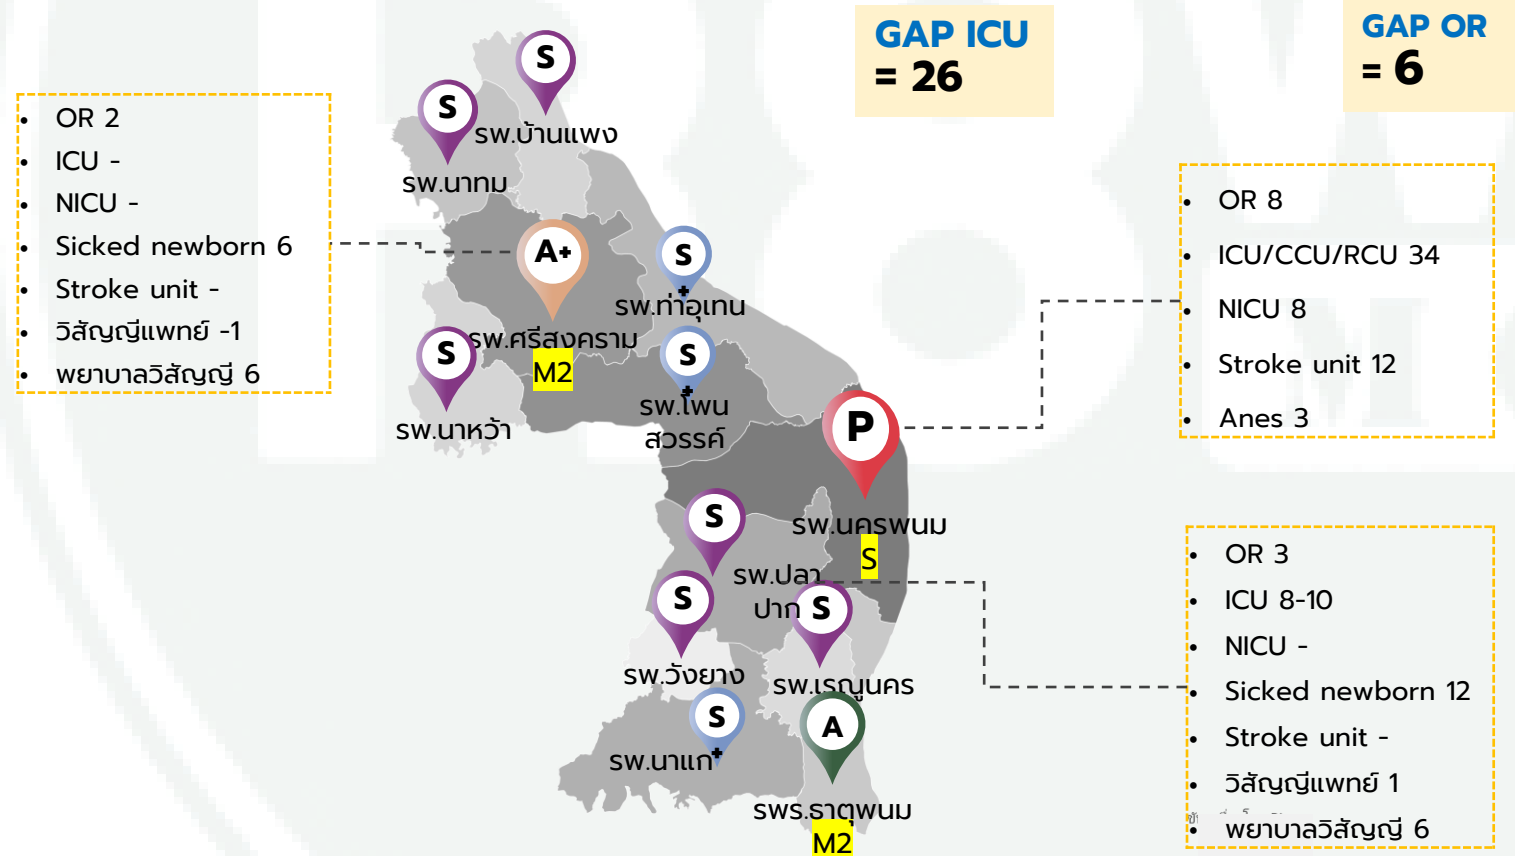 GAP ICU
= 26
GAP OR
= 6
• OR 2
• ICU -
• NICU -
• Sicked newborn 6
• Stroke unit -
• วิสัญญีแพทย์ -1
• พยาบาลวิสัญญี 6
S
รพ.บ้านแพง
S
รพ.นาทม
A+
รพ.ศรีสงคราม
M2
S
+
รพ.ท่าอุเทน
S
รพ.นาหว้า
S
+
รพ.โพน
สวรรค์
P
รพ.นครพนม
S
S
รพ.ปลา
ปาก
S
รพ.วังยาง
S
รพ.เรณูนคร
S
+
รพ.นาแก
A
รพร.ธาตุพนม
M2
• OR 8
• ICU/CCU/RCU 34
• NICU 8
• Stroke unit 12
• Anes 3
• OR 3
• ICU 8-10
• NICU -
• Sicked newborn 12
• Stroke unit -
• วิสัญญีแพทย์ 1
• พยาบาลวิสัญญี 6